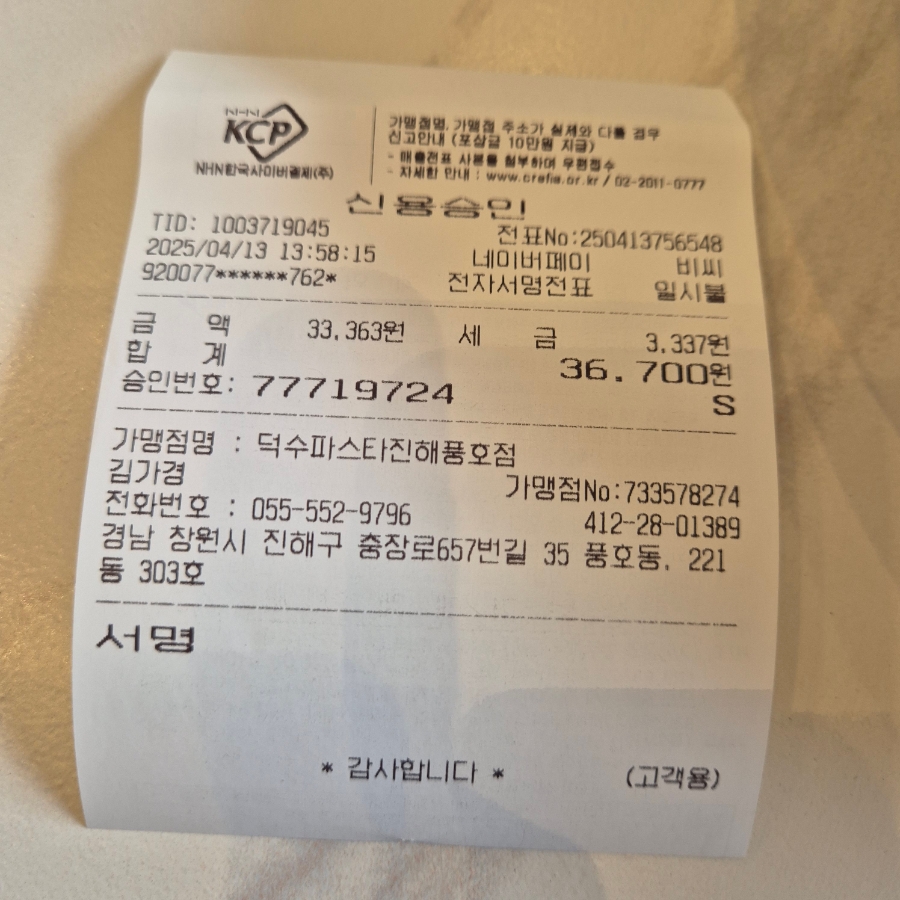 NHN
KCP
NHN한국사이버결제(주)
가맹점명, 가맹점 주소가 실제와 다를 경우
신고안내 (포상금 10만원 지급)
- 매출전표 사본을 첨부하여 우편접수
- 자세한 안내 : www.crefia.or.kr / 02-2011-0777
신용승인
TID: 1003719045 전표No:250413756548
2025/04/13 13:58:15 네이버페이 비씨
920077******762* 전자서명전표 일시불
금 액 33,363원 세 금 3,337원
합 계 36,700원
승인번호: 77719724 S
가맹점명 : 덕수파스타진해풍호점
김가경 가맹점No:733578274
전화번호 : 055-552-9796 412-28-01389
경남 창원시 진해구 충장로657번길 35 풍호동, 221
동 303호
서명
* 감사합니다 * (고객용)